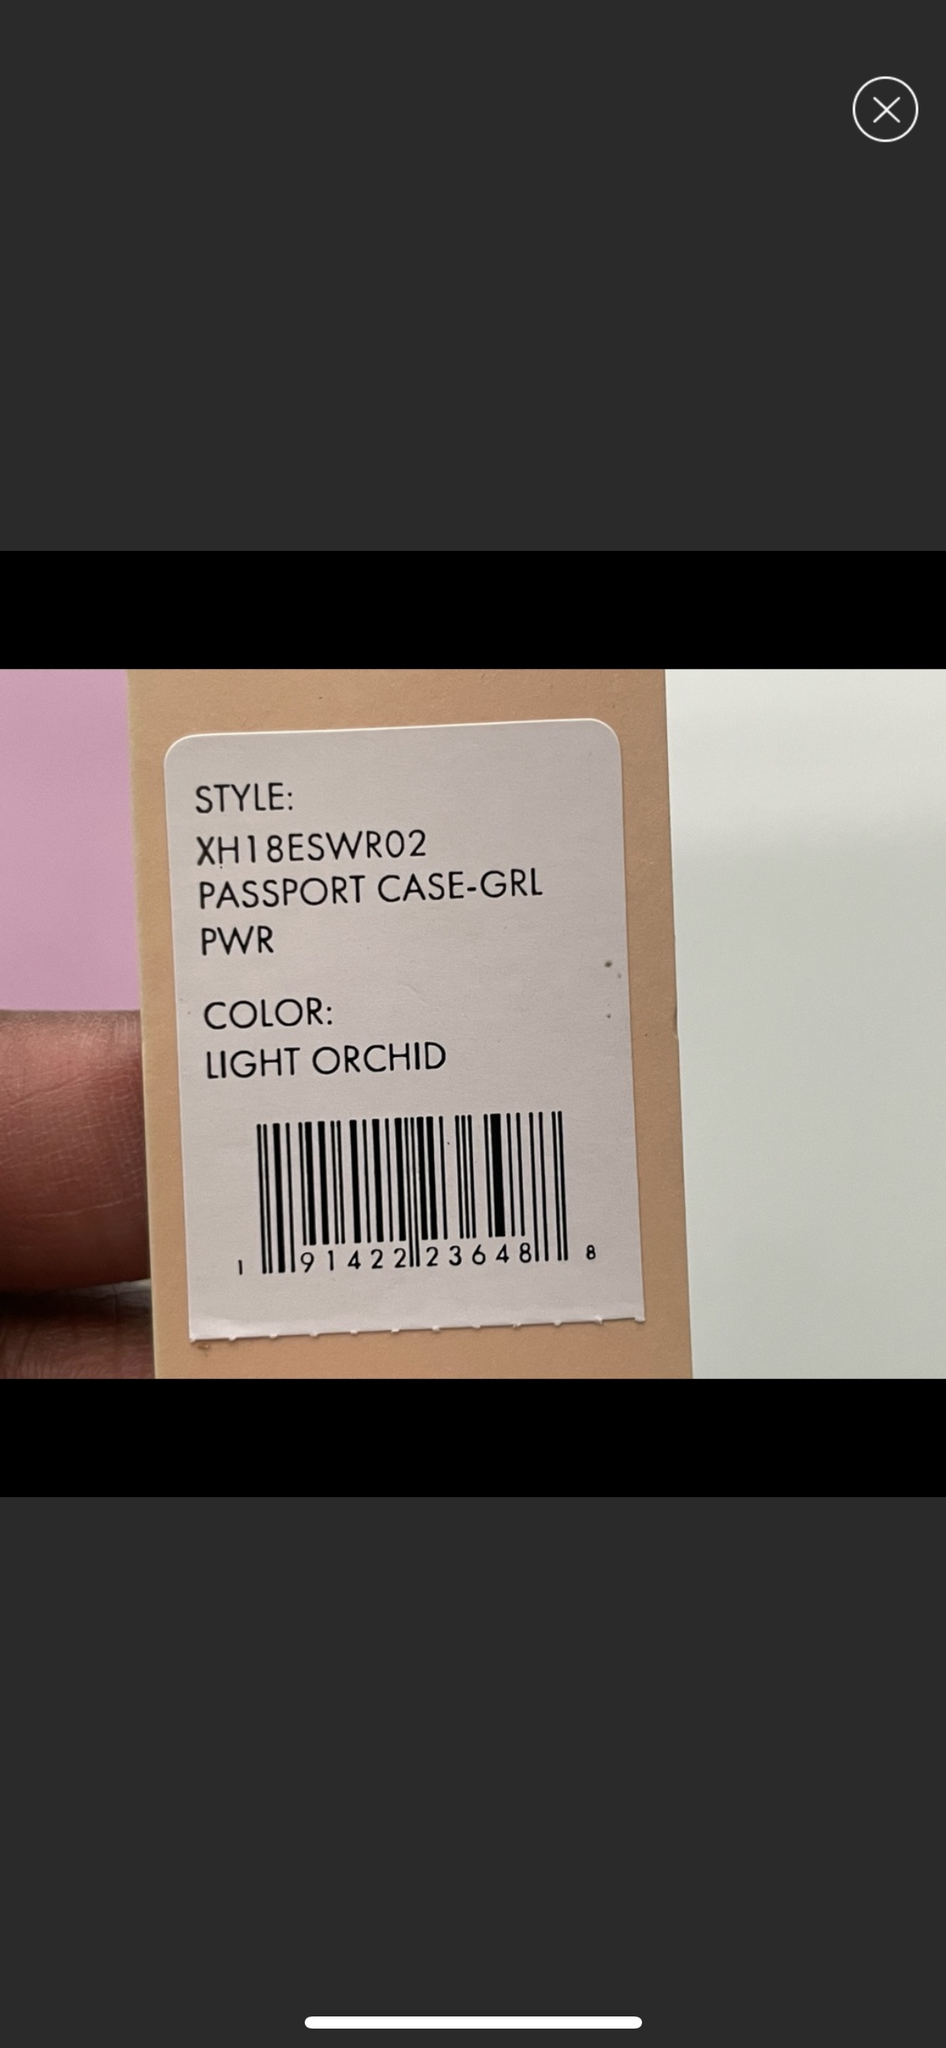 STYLE:
XH18ESWR02
PASSPORT CASE-GRL
PWR
COLOR:
LIGHT ORCHID
1 91422 23648 8